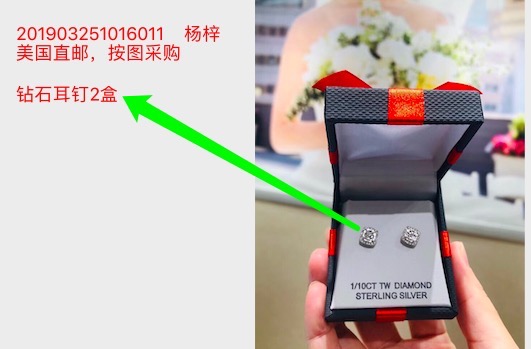 201903251016011 杨梓
美国直邮，按图采购
钻石耳钉2盒
1/10CT TW DIAMOND
STERLING SILVER